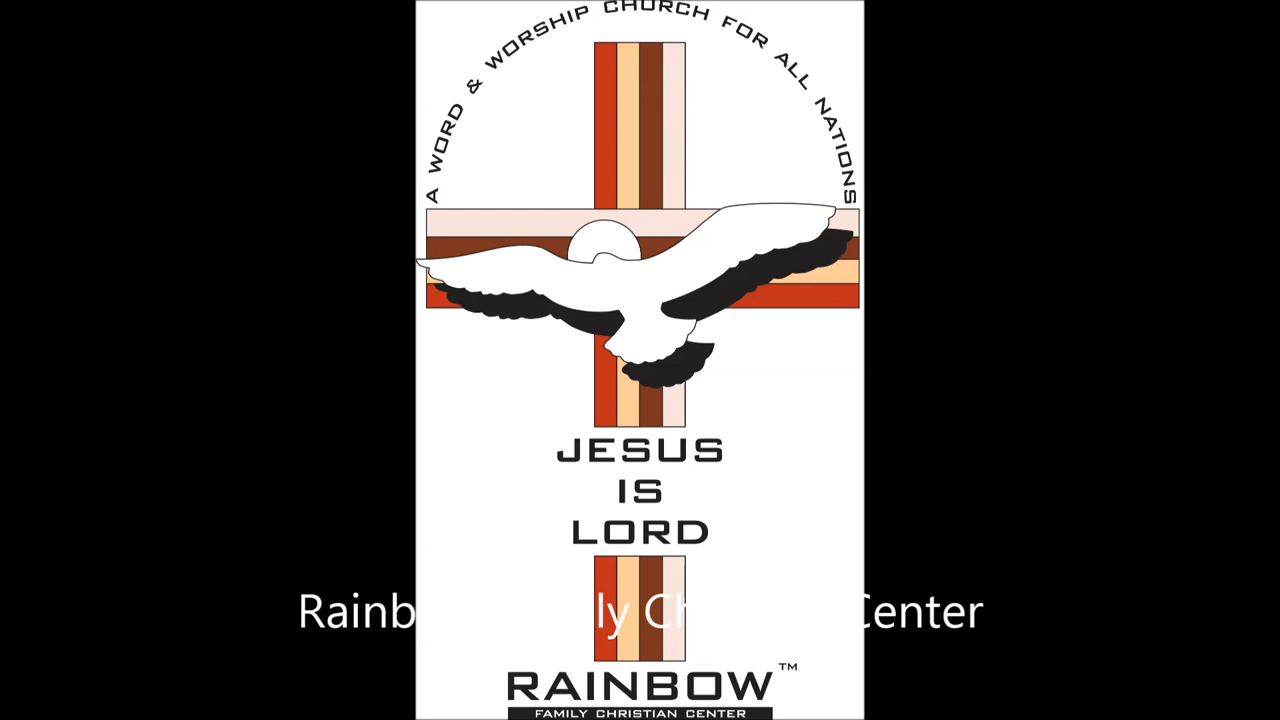 A WORD & WORSHIP CHURCH FOR ALL NATIONS
JESUS
IS
LORD
Rainb ly Ch Center
RAINBOW™
FAMILY CHRISTIAN CENTER